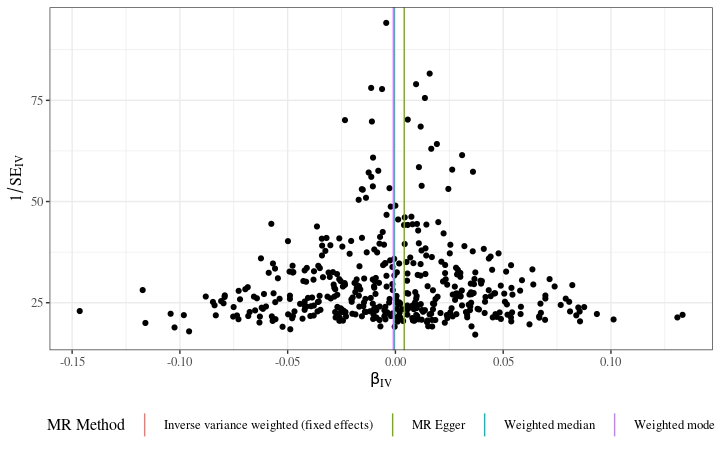 1/SE_IV
75
50
25
-0.15 -0.10 -0.05 0.00 0.05 0.10
β_IV
MR Method Inverse variance weighted (fixed effects) MR Egger Weighted median Weighted mode